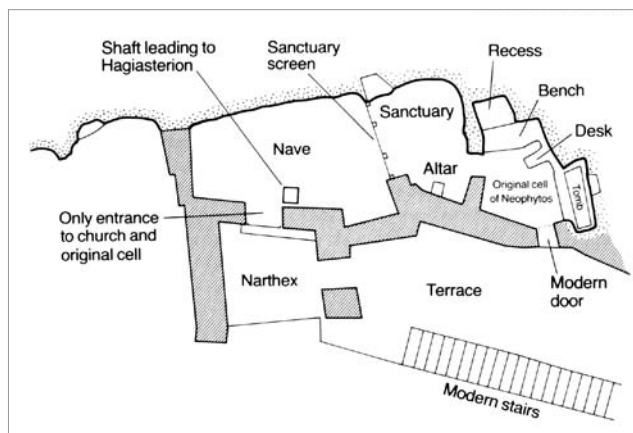 Shaft leading to
Hagiasterion
Sanctuary
screen
Recess
Bench
Desk
Sanctuary
Nave
Altar
Original cell
of Neophytos
Tomb
Only entrance
to church and
original cell
Narthex
Terrace
Modern
door
Modern stairs